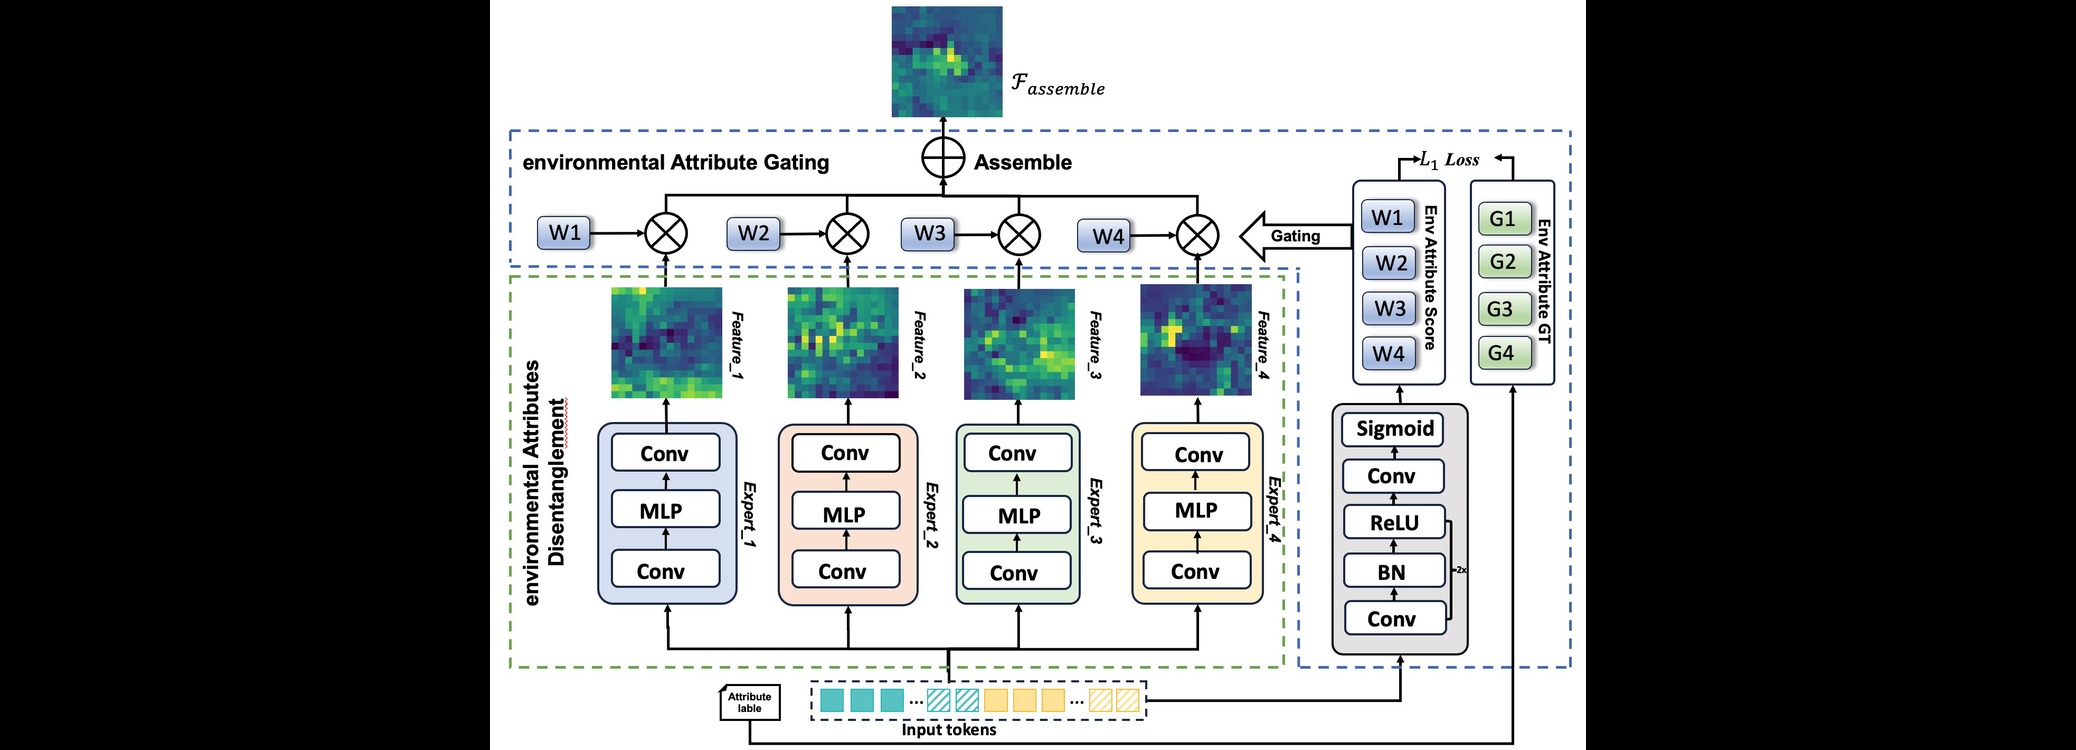 ℱassemble
environmental Attribute Gating
Assemble
L1 Loss
W1
W2
W3
W4
Gating
W1
W2
W3
W4
Env Attribute Score
G1
G2
G3
G4
Env Attribute GT
environmental Attributes
Disentanglement
Feature_1
Feature_2
Feature_3
Feature_4
Conv
MLP
Conv
Expert_1
Conv
MLP
Conv
Expert_2
Conv
MLP
Conv
Expert_3
Conv
MLP
Conv
Expert_4
Sigmoid
Conv
ReLU
BN
Conv
2x
Attribute
lable
...
...
Input tokens